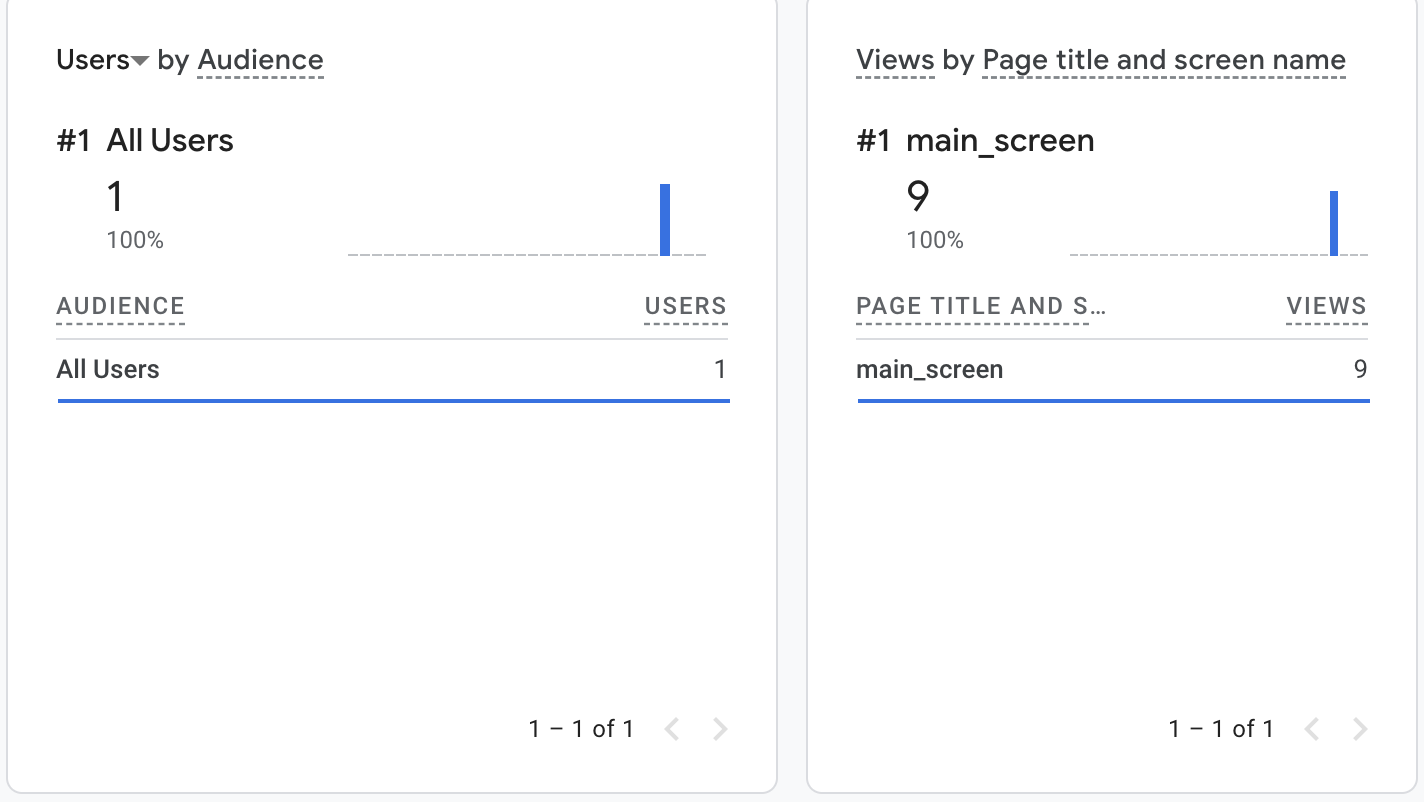 Users by Audience
#1 All Users
1
100%
AUDIENCE USERS
All Users 1
1 – 1 of 1
Views by Page title and screen name
#1 main_screen
9
100%
PAGE TITLE AND S… VIEWS
main_screen 9
1 – 1 of 1